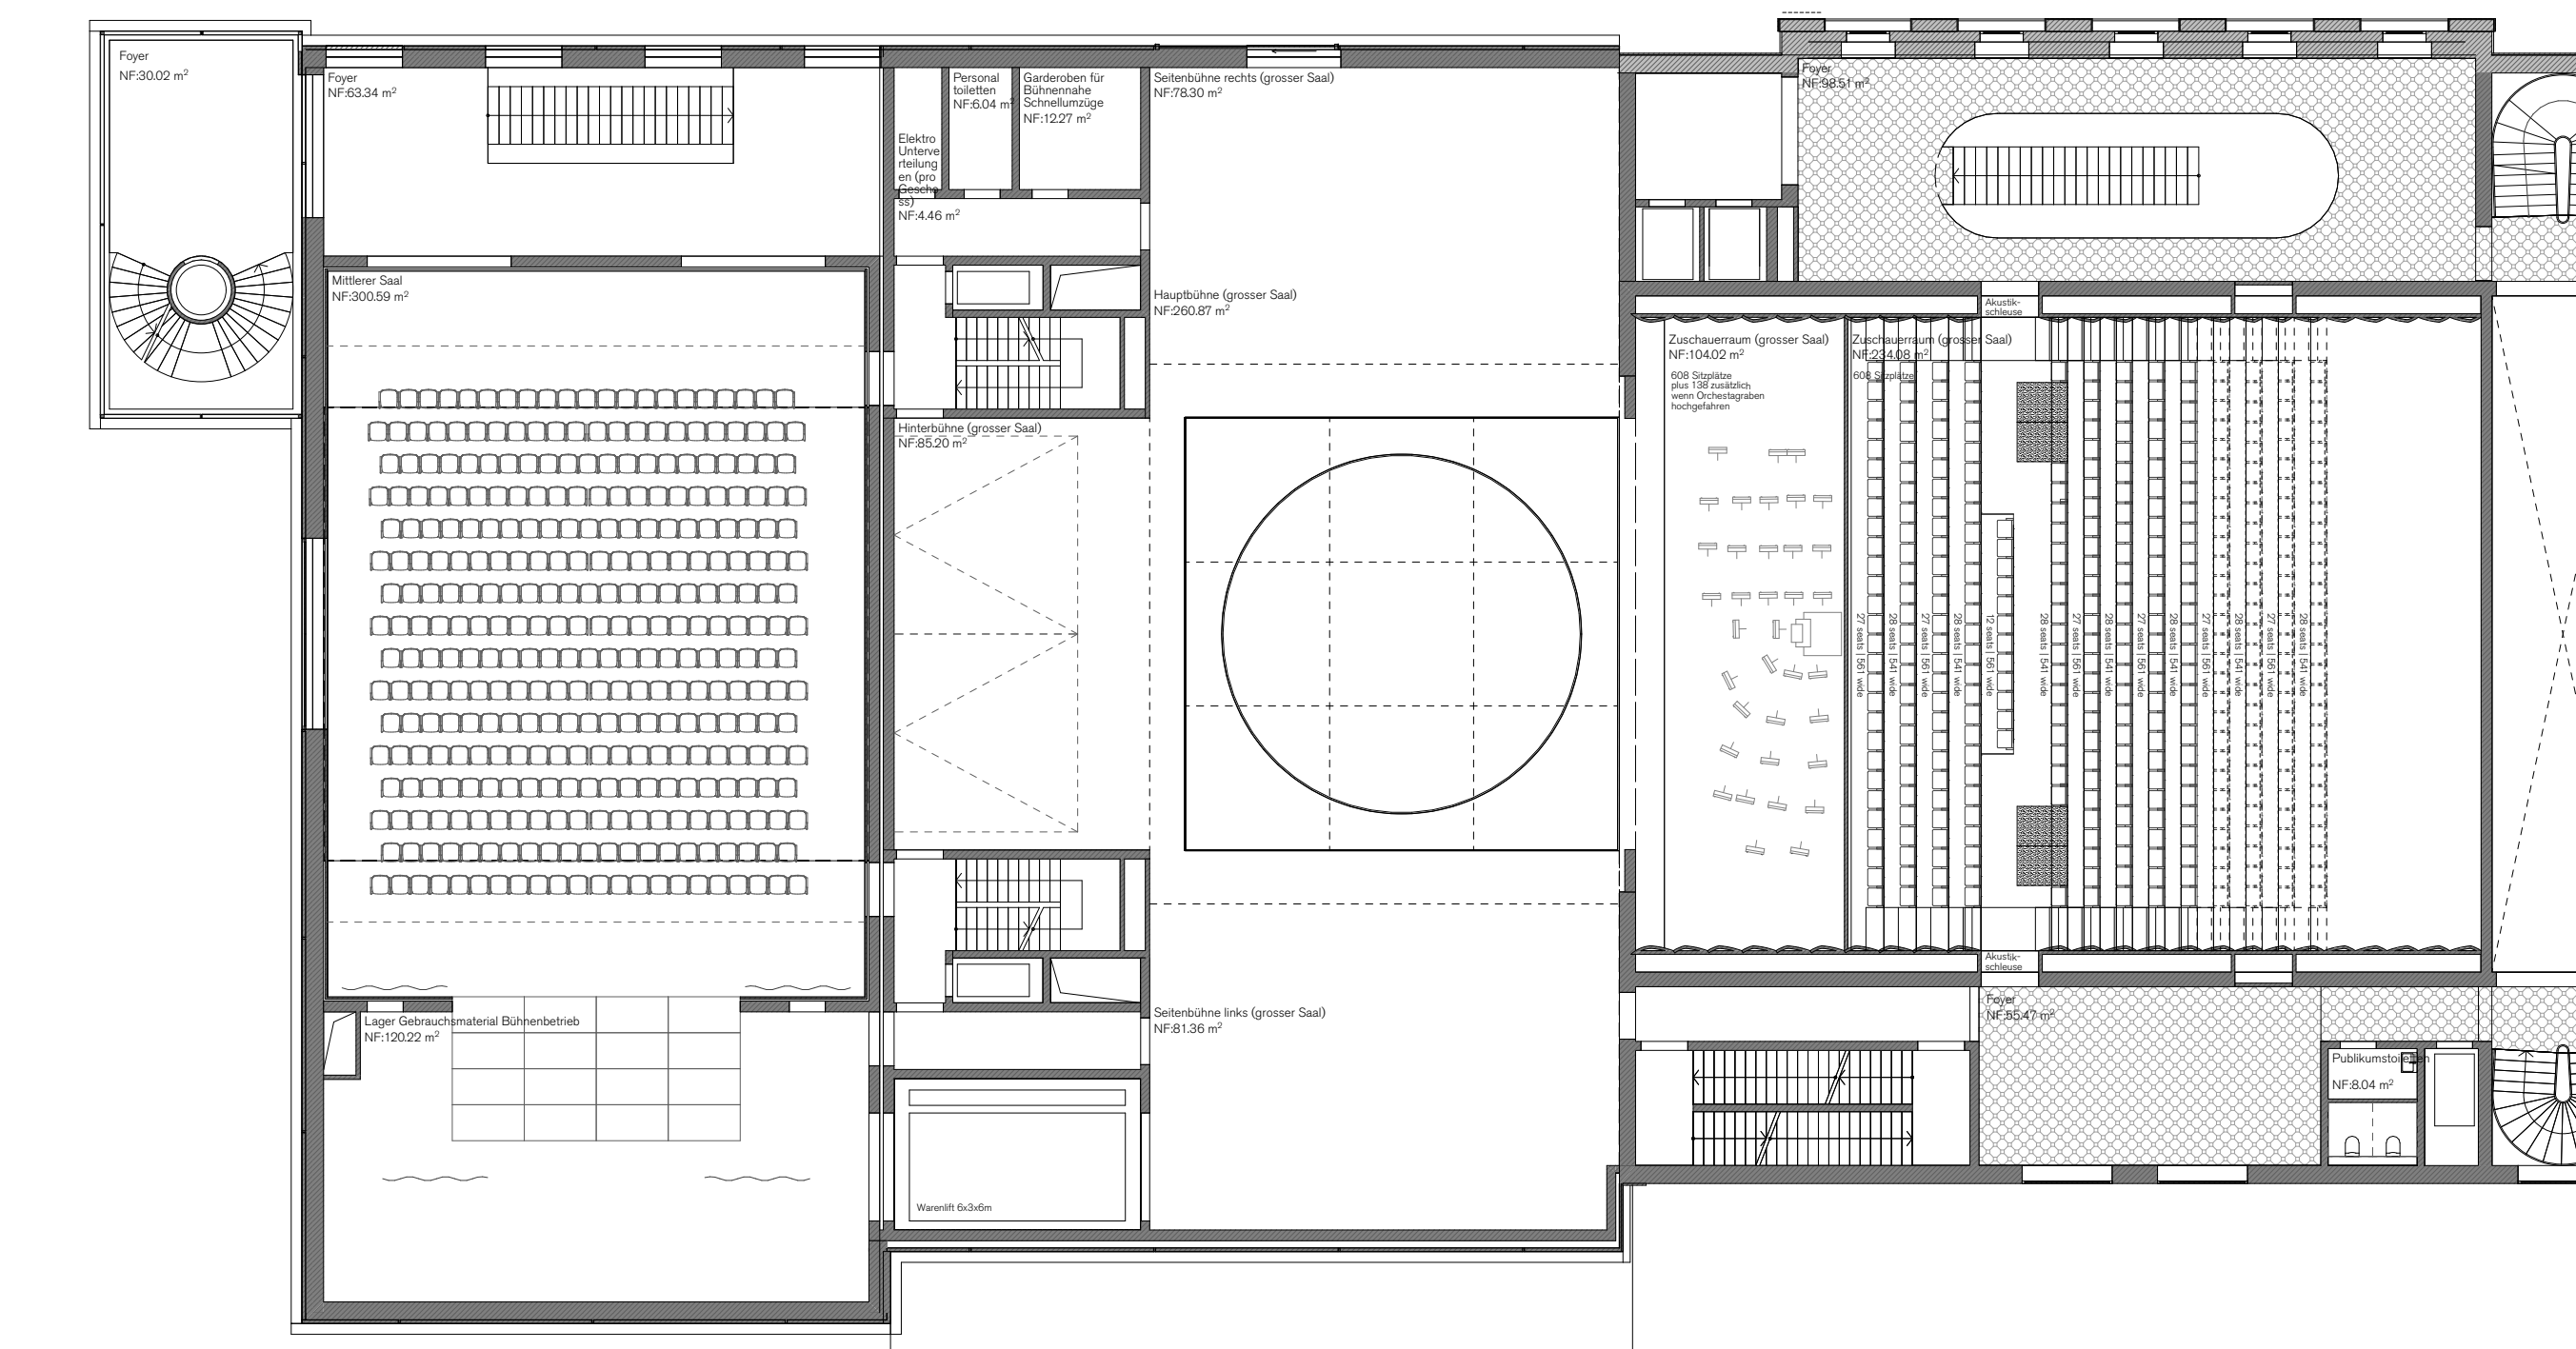 Foyer
NF:30.02 m²
Foyer
NF:63.34 m²
Personal
toiletten
NF:6.04 m²
Garderoben für
Bühnennahe
Schnellumzüge
NF:12.27 m²
Seitenbühne rechts (grosser Saal)
NF:78.30 m²
Foyer
NF:98.51 m²
Elektro
Unterve
rteilung
en (pro
Gescho
ss)
NF:4.46 m²
Mittlerer Saal
NF:300.59 m²
Hauptbühne (grosser Saal)
NF:260.87 m²
Akustik-
schleuse
Zuschauerraum (grosser Saal)
NF:104.02 m²
608 Sitzplätze
plus 138 zusätzlich
wenn Orchestagraben
hochgefahren
Zuschauerraum (grosser Saal)
NF:234.08 m²
608 Sitzplätze
Hinterbühne (grosser Saal)
NF:85.20 m²
27 seats | 561 wide
28 seats | 541 wide
27 seats | 561 wide
28 seats | 541 wide
12 seats | 561 wide
28 seats | 541 wide
27 seats | 561 wide
28 seats | 541 wide
27 seats | 561 wide
28 seats | 541 wide
27 seats | 561 wide
28 seats | 541 wide
27 seats | 561 wide
28 seats | 541 wide
Akustik-
schleuse
Foyer
NF:55.47 m²
Seitenbühne links (grosser Saal)
NF:81.36 m²
Lager Gebrauchsmaterial Bühnenbetrieb
NF:120.22 m²
Publikumstoiletten
NF:8.04 m²
Warenlift 6x3x6m